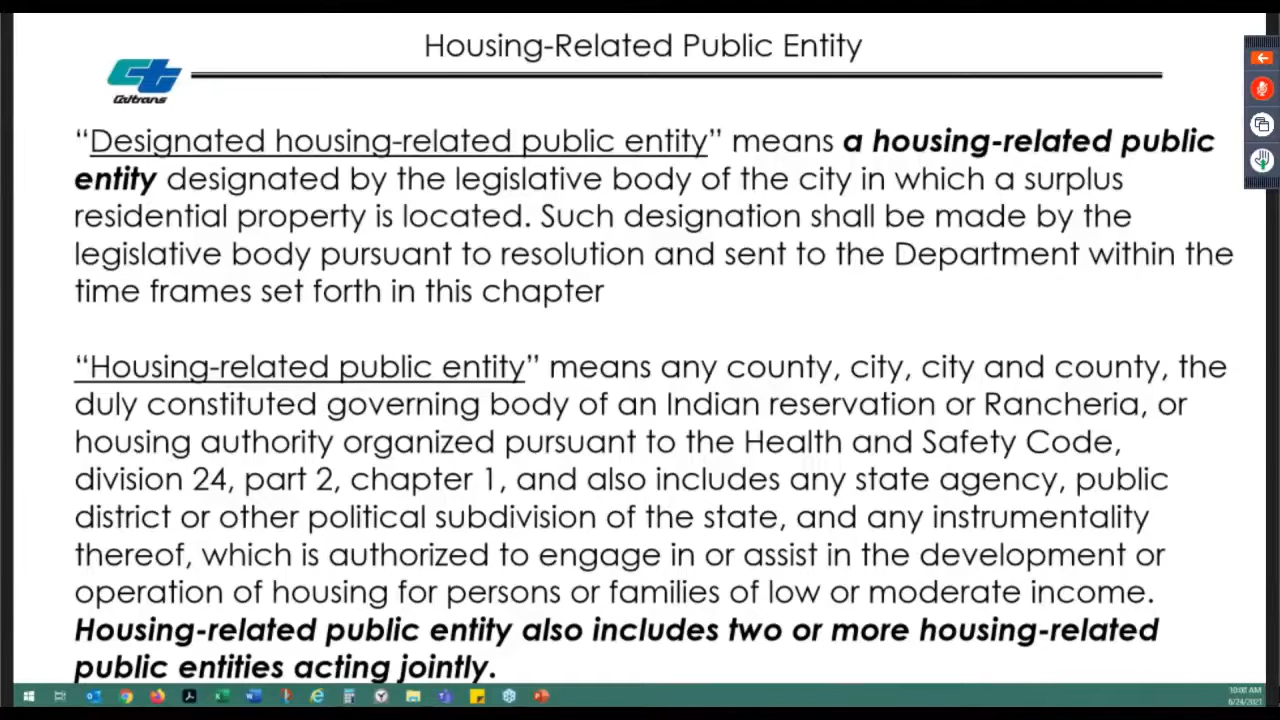 Housing-Related Public Entity
Caltrans
“Designated housing-related public entity” means a housing-related public
entity designated by the legislative body of the city in which a surplus
residential property is located. Such designation shall be made by the
legislative body pursuant to resolution and sent to the Department within the
time frames set forth in this chapter
“Housing-related public entity” means any county, city, city and county, the
duly constituted governing body of an Indian reservation or Rancheria, or
housing authority organized pursuant to the Health and Safety Code,
division 24, part 2, chapter 1, and also includes any state agency, public
district or other political subdivision of the state, and any instrumentality
thereof, which is authorized to engage in or assist in the development or
operation of housing for persons or families of low or moderate income.
Housing-related public entity also includes two or more housing-related
public entities acting jointly.
6/24/2021